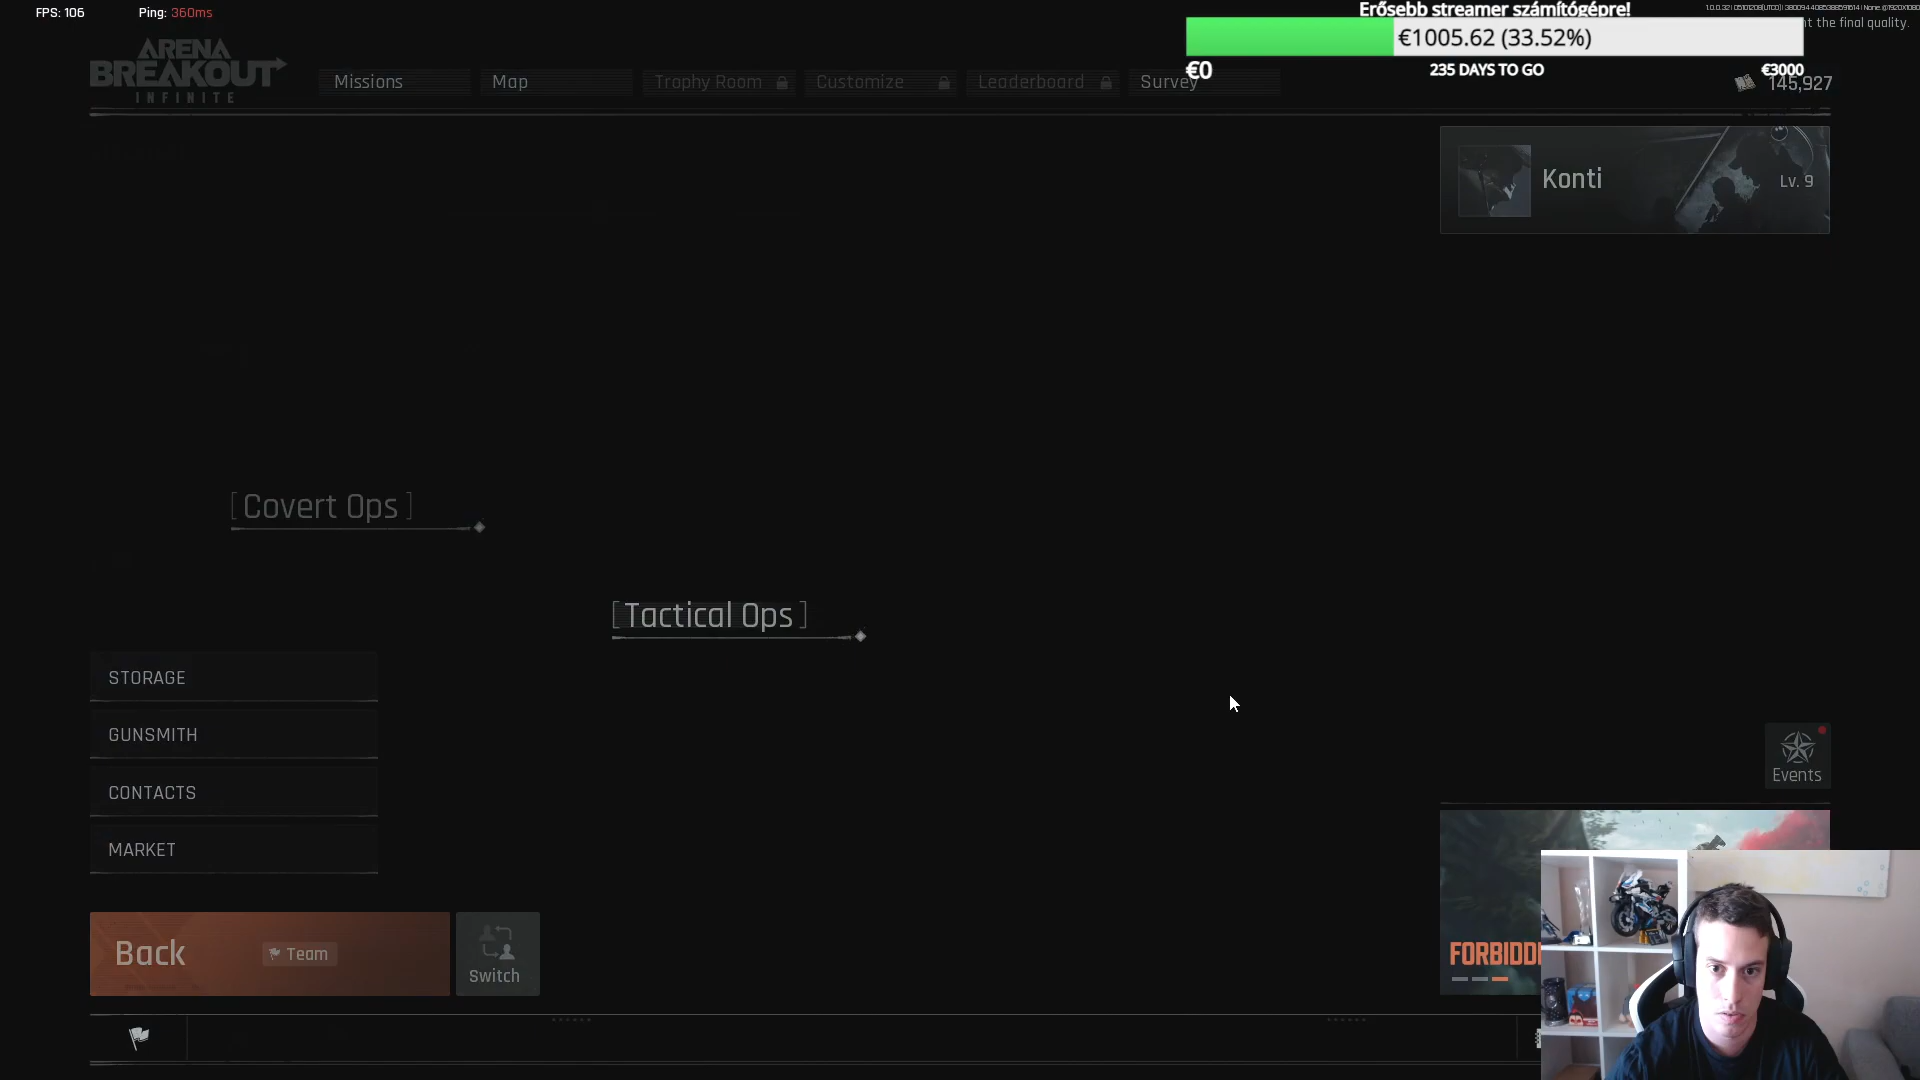 FPS: 106
Ping: 360ms
Erősebb streamer számítógépre!
€1005.62 (33.52%)
€0
235 DAYS TO GO
€3000
the final quality.
ARENA
BREAKOUT
INFINITE
Missions
Map
Trophy Room
Customize
Leaderboard
Survey
145,927
Konti
Lv. 9
[Covert Ops]
[Tactical Ops]
STORAGE
GUNSMITH
CONTACTS
MARKET
Events
Back
Team
Switch